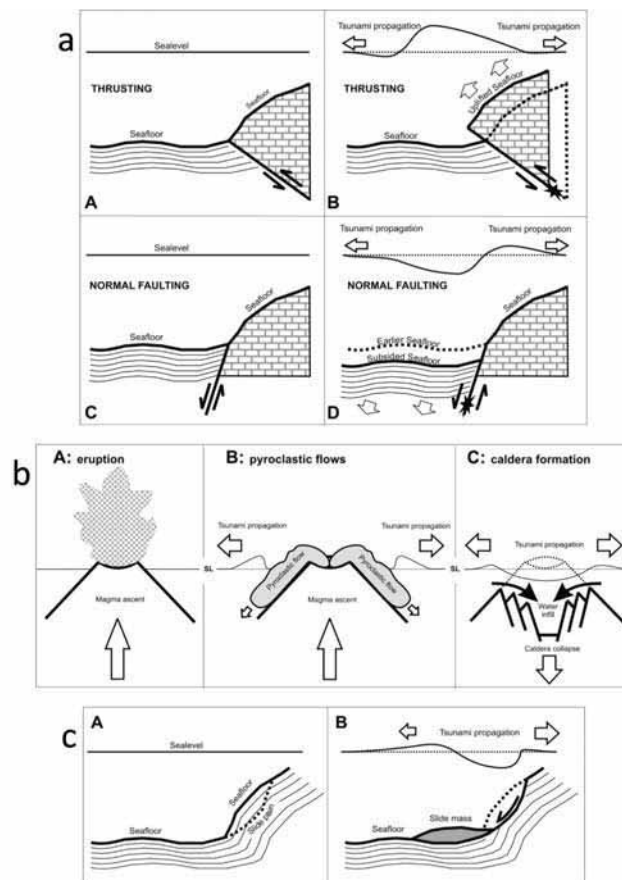 a
Sealevel
THRUSTING
Seafloor
Seafloor
A
Tsunami propagation
Tsunami propagation
THRUSTING
Uplifted Seafloor
Seafloor
B
Sealevel
NORMAL FAULTING
Seafloor
Seafloor
C
Tsunami propagation
Tsunami propagation
NORMAL FAULTING
Seafloor
Earlier Seafloor
Subsided Seafloor
D
b
A: eruption
Magma ascent
B: pyroclastic flows
Tsunami propagation
Tsunami propagation
SL
Pyroclastic flow
Pyroclastic flow
Magma ascent
C: caldera formation
Tsunami propagation
SL
Water
infill
Caldera collapse
c
A
Sealevel
Seafloor
Slide plain
Seafloor
B
Tsunami propagation
Slide mass
Seafloor